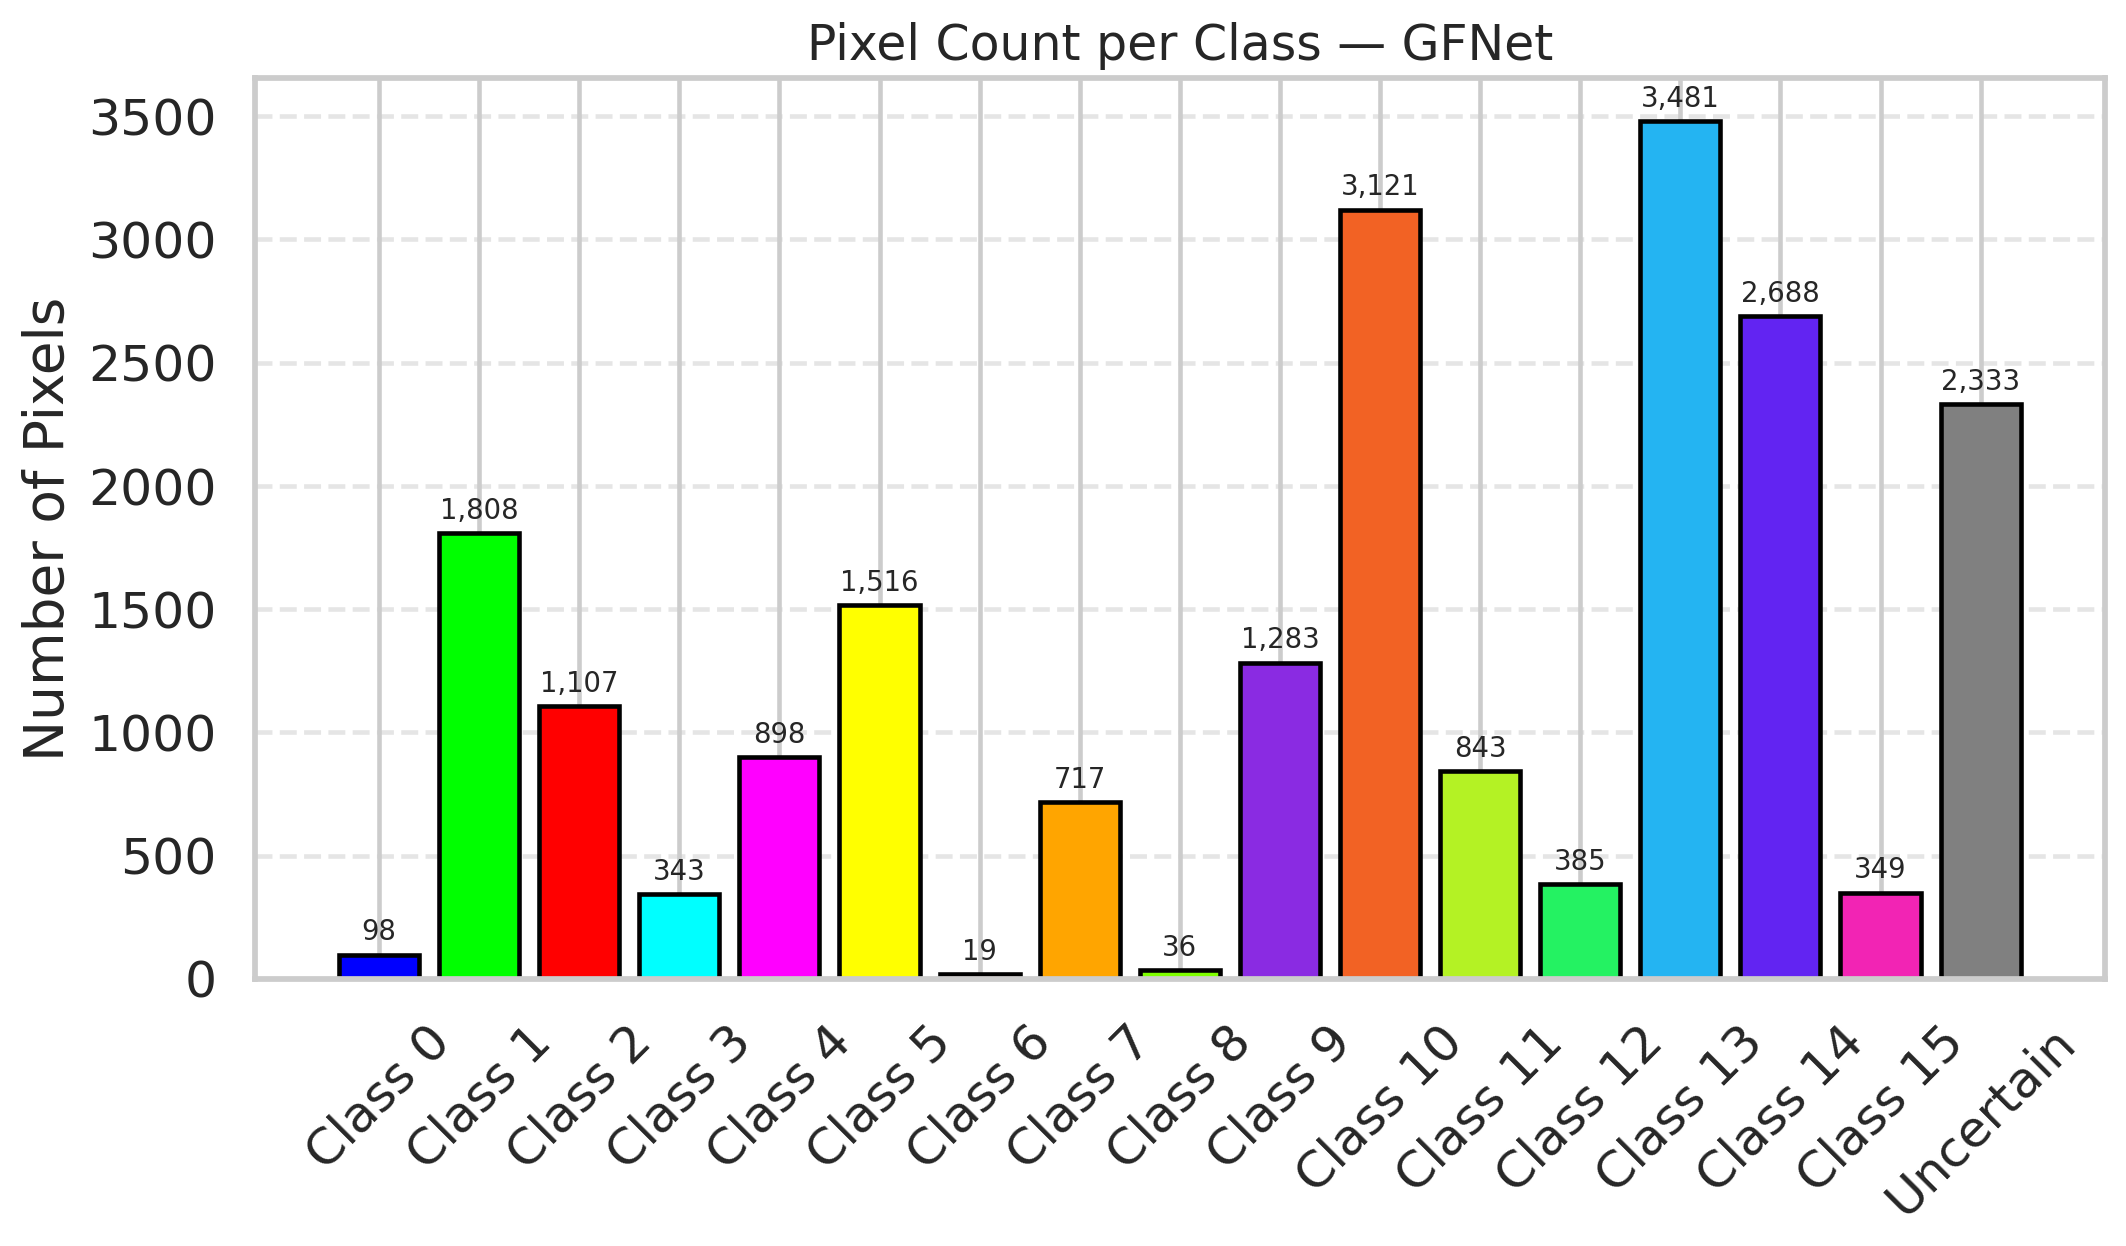 Pixel Count per Class — GFNet
Number of Pixels
3500
3000
2500
2000
1500
1000
500
0
98
1,808
1,107
343
898
1,516
19
717
36
1,283
3,121
843
385
3,481
2,688
349
2,333
Class 0
Class 1
Class 2
Class 3
Class 4
Class 5
Class 6
Class 7
Class 8
Class 9
Class 10
Class 11
Class 12
Class 13
Class 14
Class 15
Uncertain